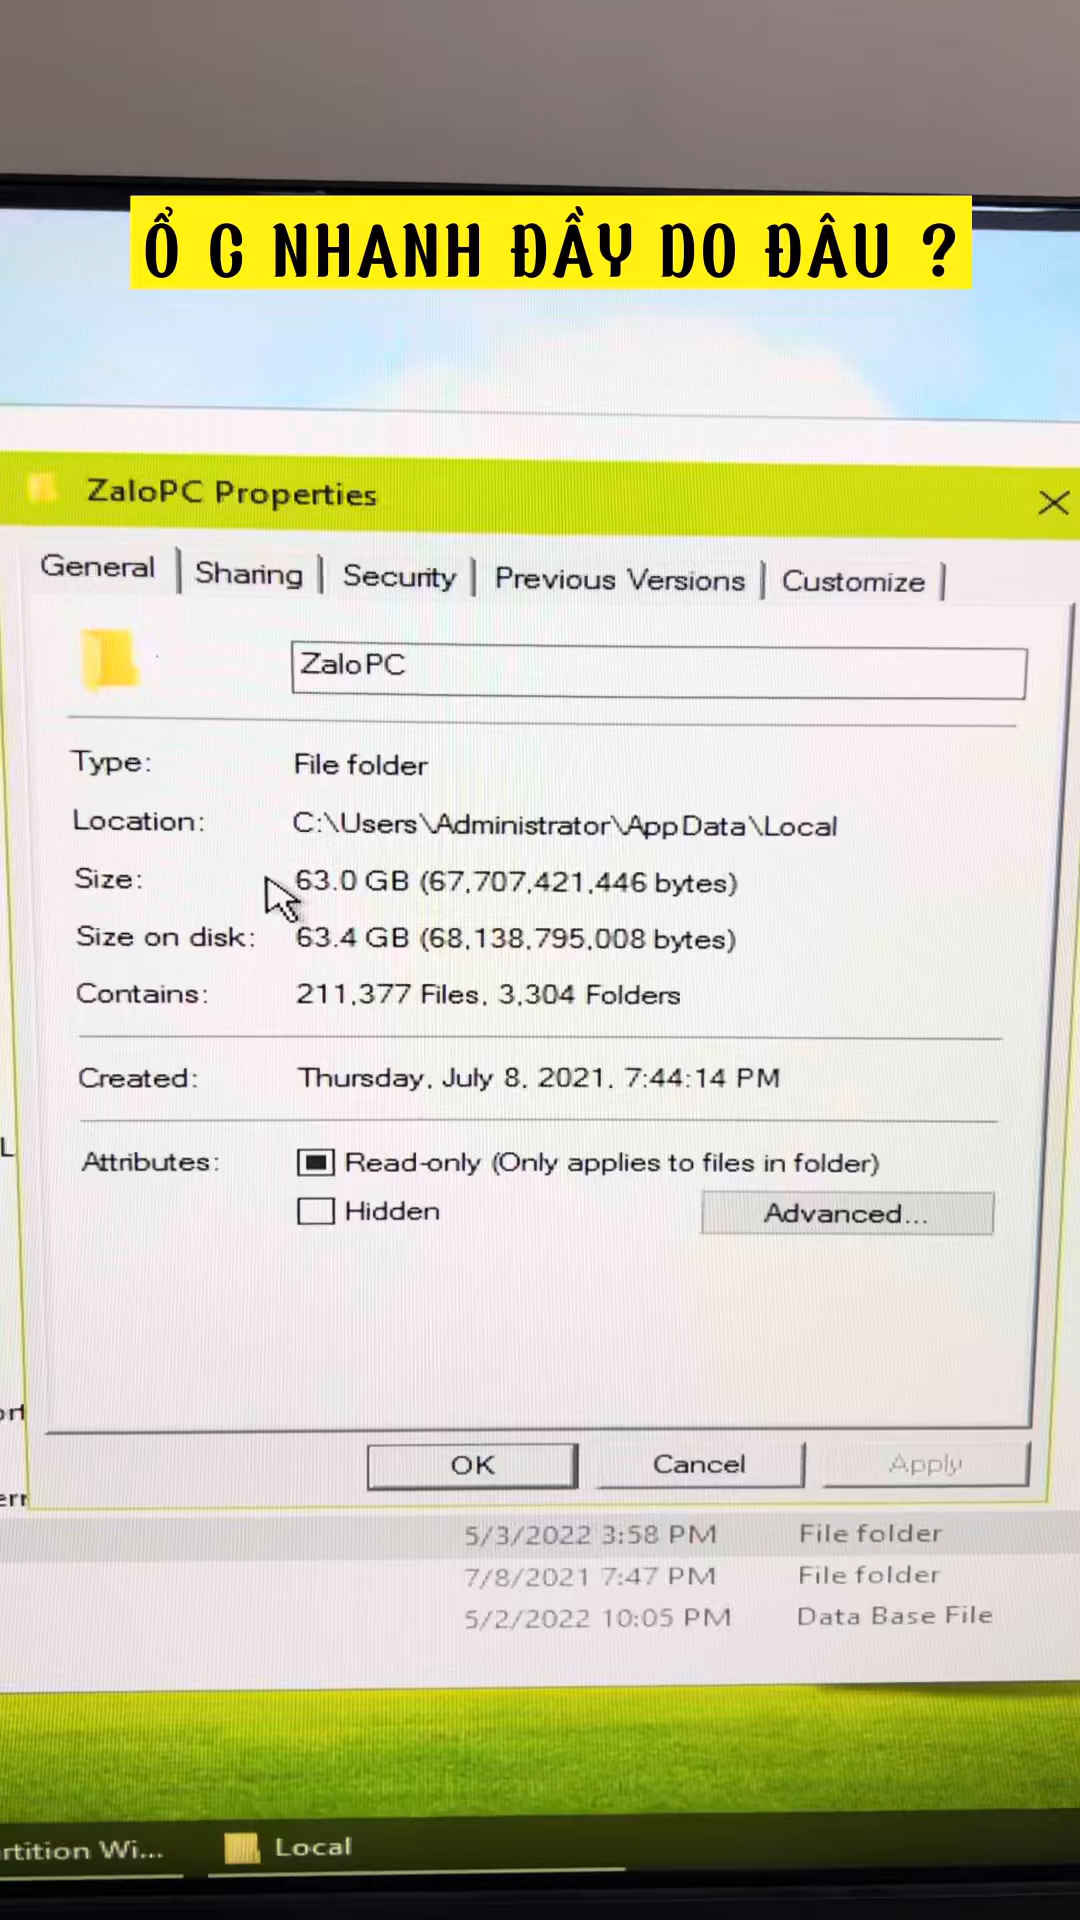 Ổ C NHANH ĐẦY DO ĐÂU ?
ZaloPC Properties
General Sharing Security Previous Versions Customize
ZaloPC
Type: File folder
Location: C:\Users\Administrator\AppData\Local
Size: 63.0 GB (67,707,421,446 bytes)
Size on disk: 63.4 GB (68,138,795,008 bytes)
Contains: 211,377 Files, 3,304 Folders
Created: Thursday, July 8, 2021, 7:44:14 PM
Attributes: Read-only (Only applies to files in folder)
Hidden Advanced...
OK Cancel Apply
5/3/2022 3:58 PM File folder
7/8/2021 7:47 PM File folder
5/2/2022 10:05 PM Data Base File
rtition Wi... Local